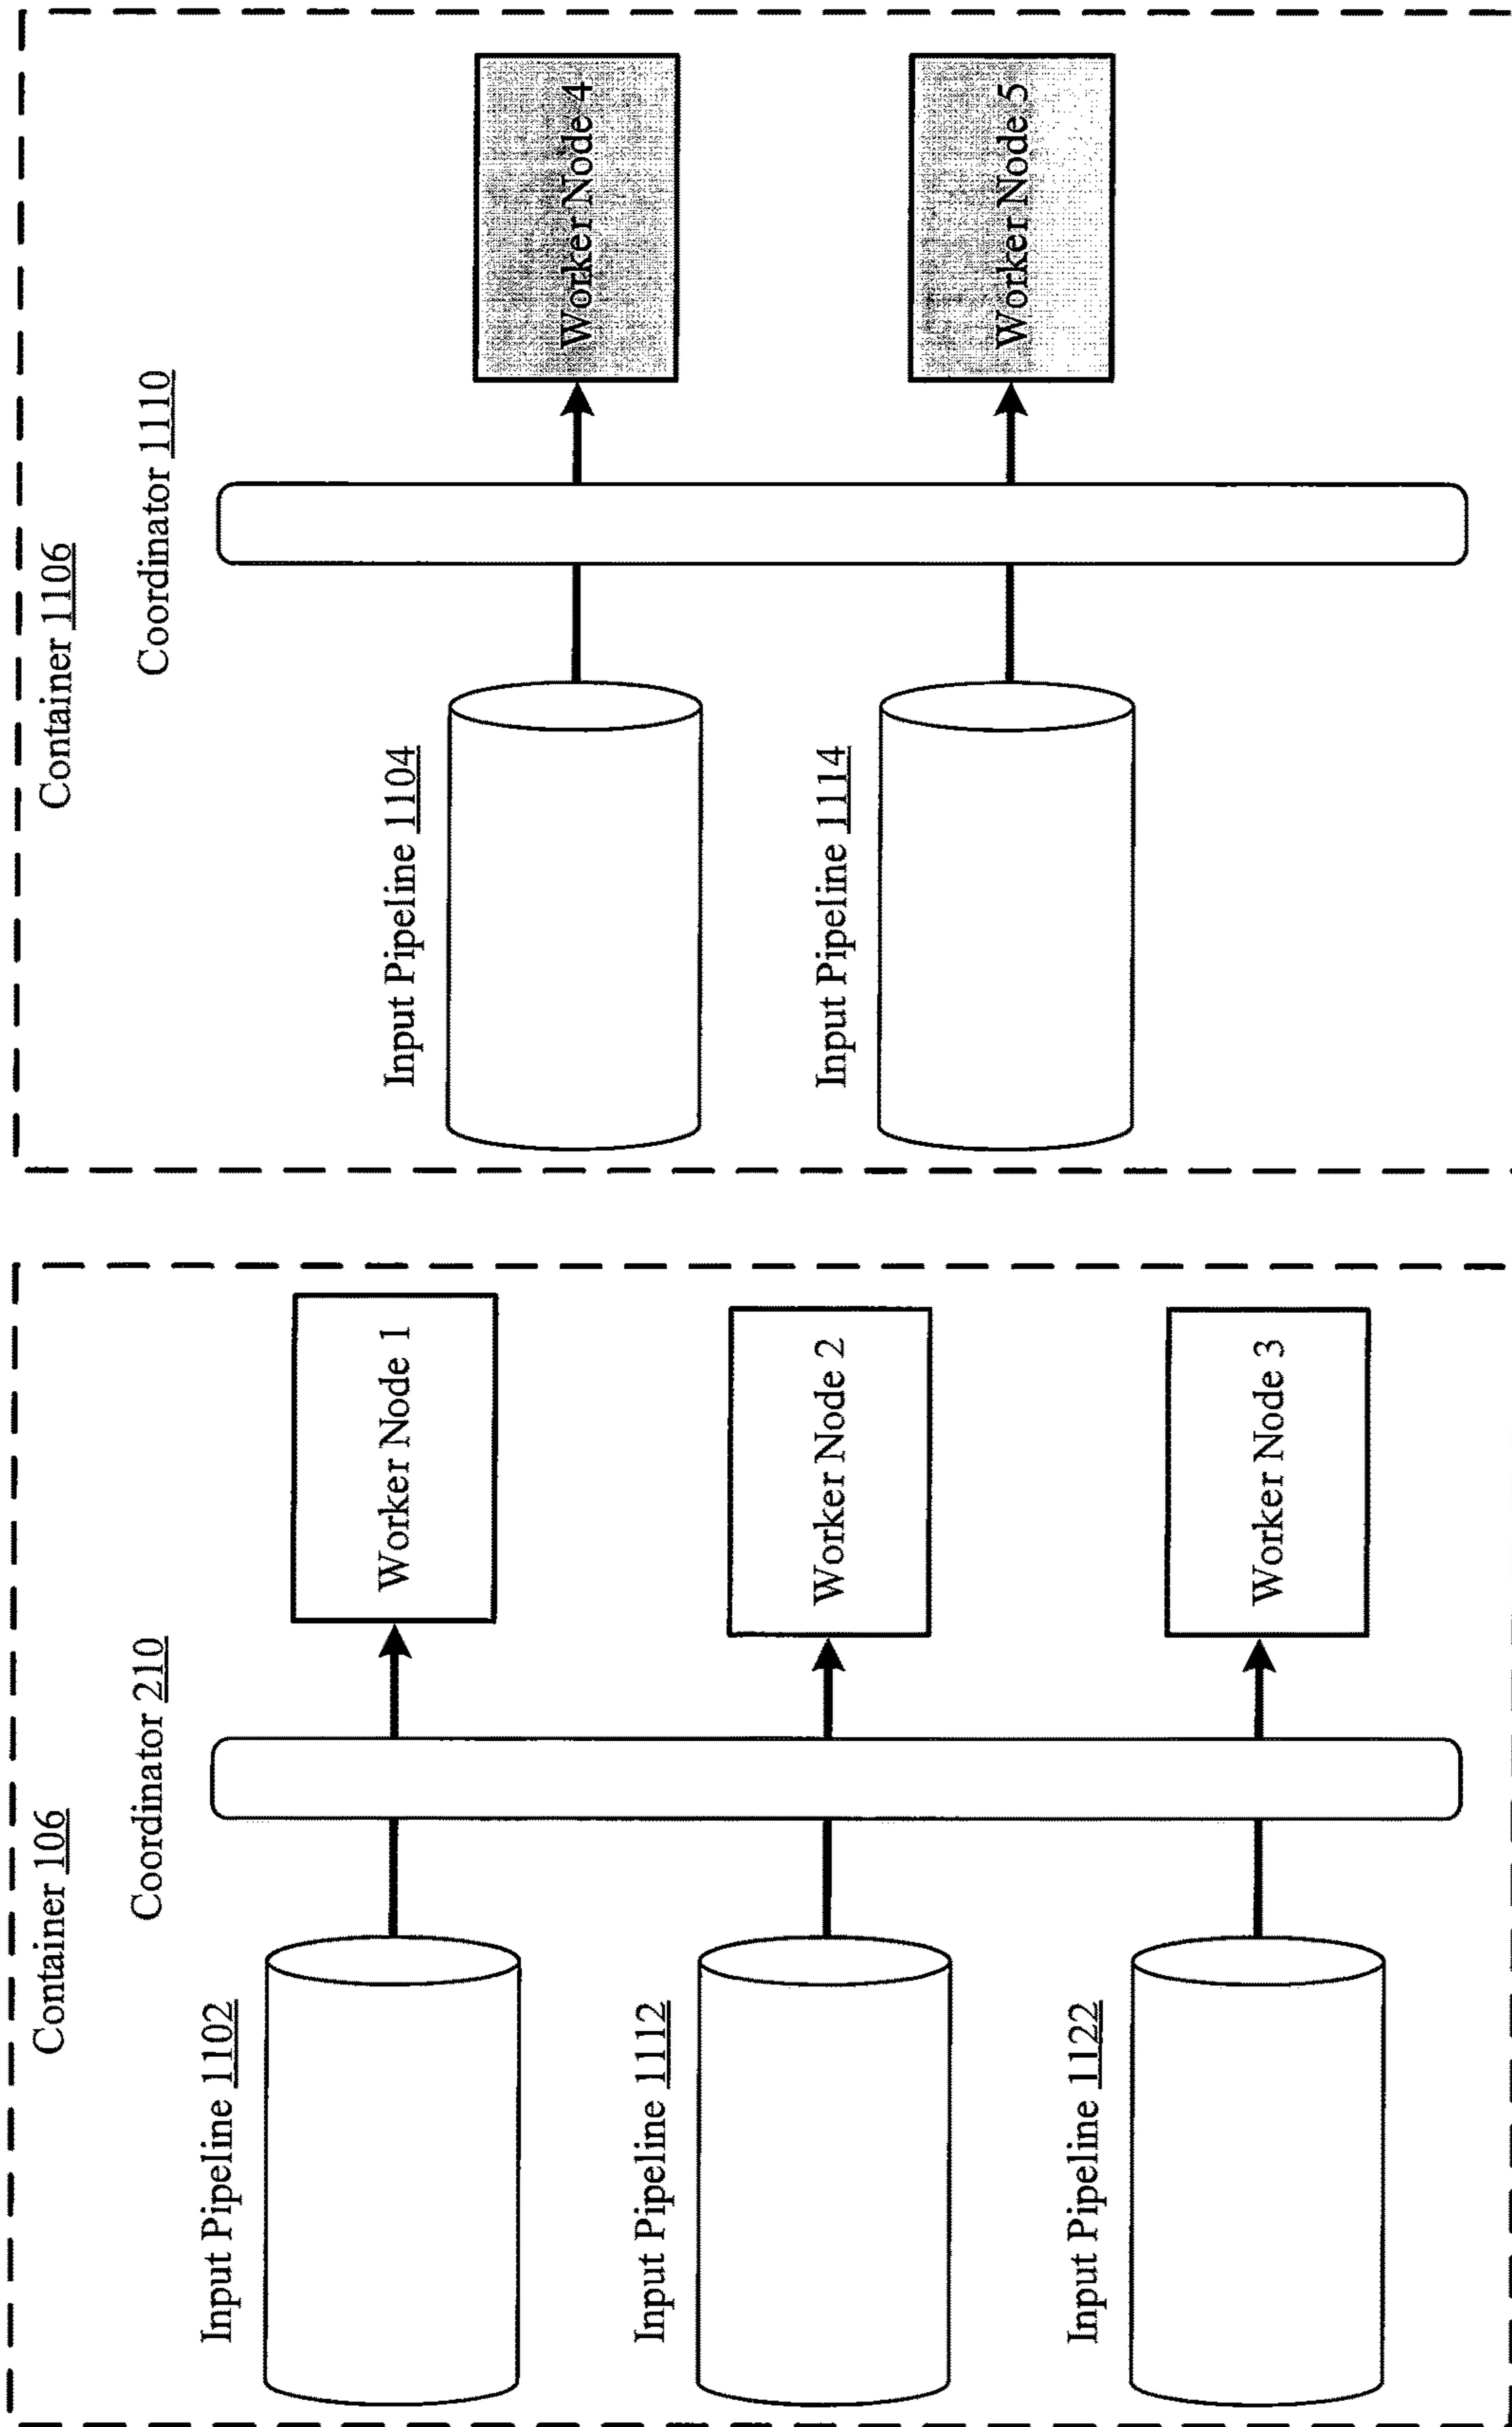 Container 106
Coordinator 210
Input Pipeline 1102
Worker Node 1
Input Pipeline 1112
Worker Node 2
Input Pipeline 1122
Worker Node 3
Container 1106
Coordinator 1110
Input Pipeline 1104
Worker Node 4
Input Pipeline 1114
Worker Node 5